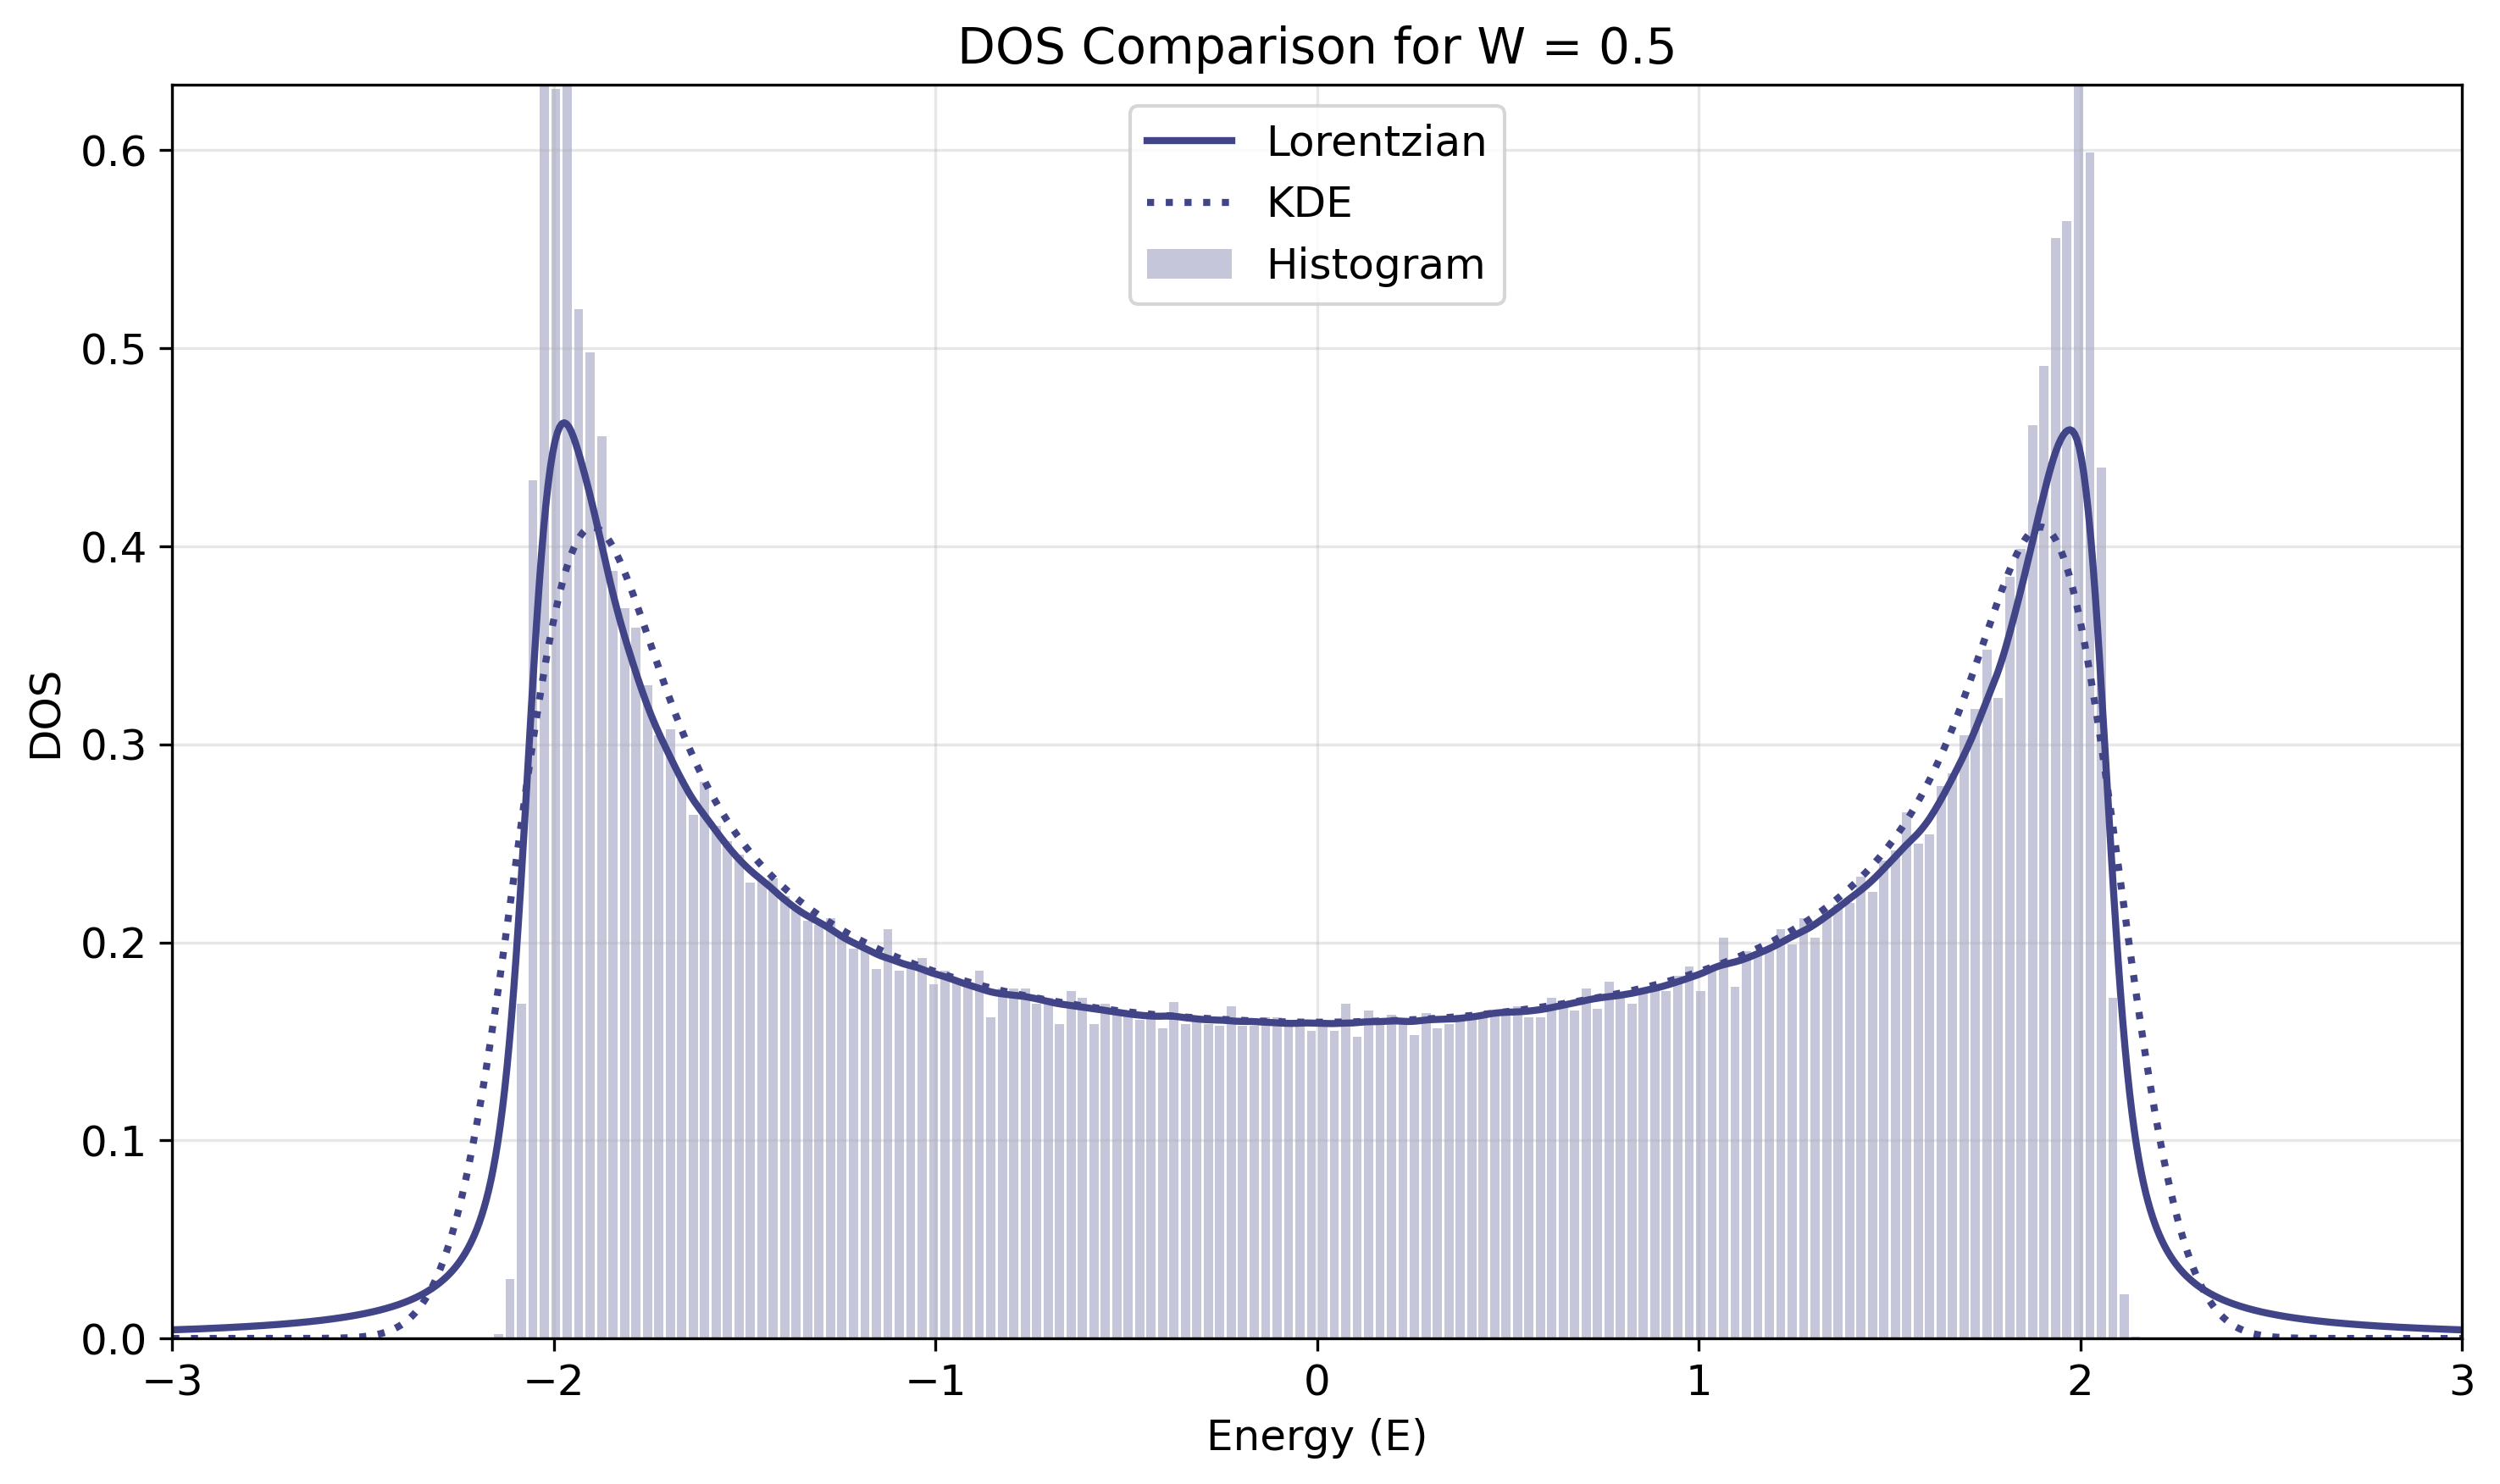 DOS Comparison for W = 0.5
Lorentzian
KDE
Histogram
DOS
0.6
0.5
0.4
0.3
0.2
0.1
0.0
−3 −2 −1 0 1 2 3
Energy (E)